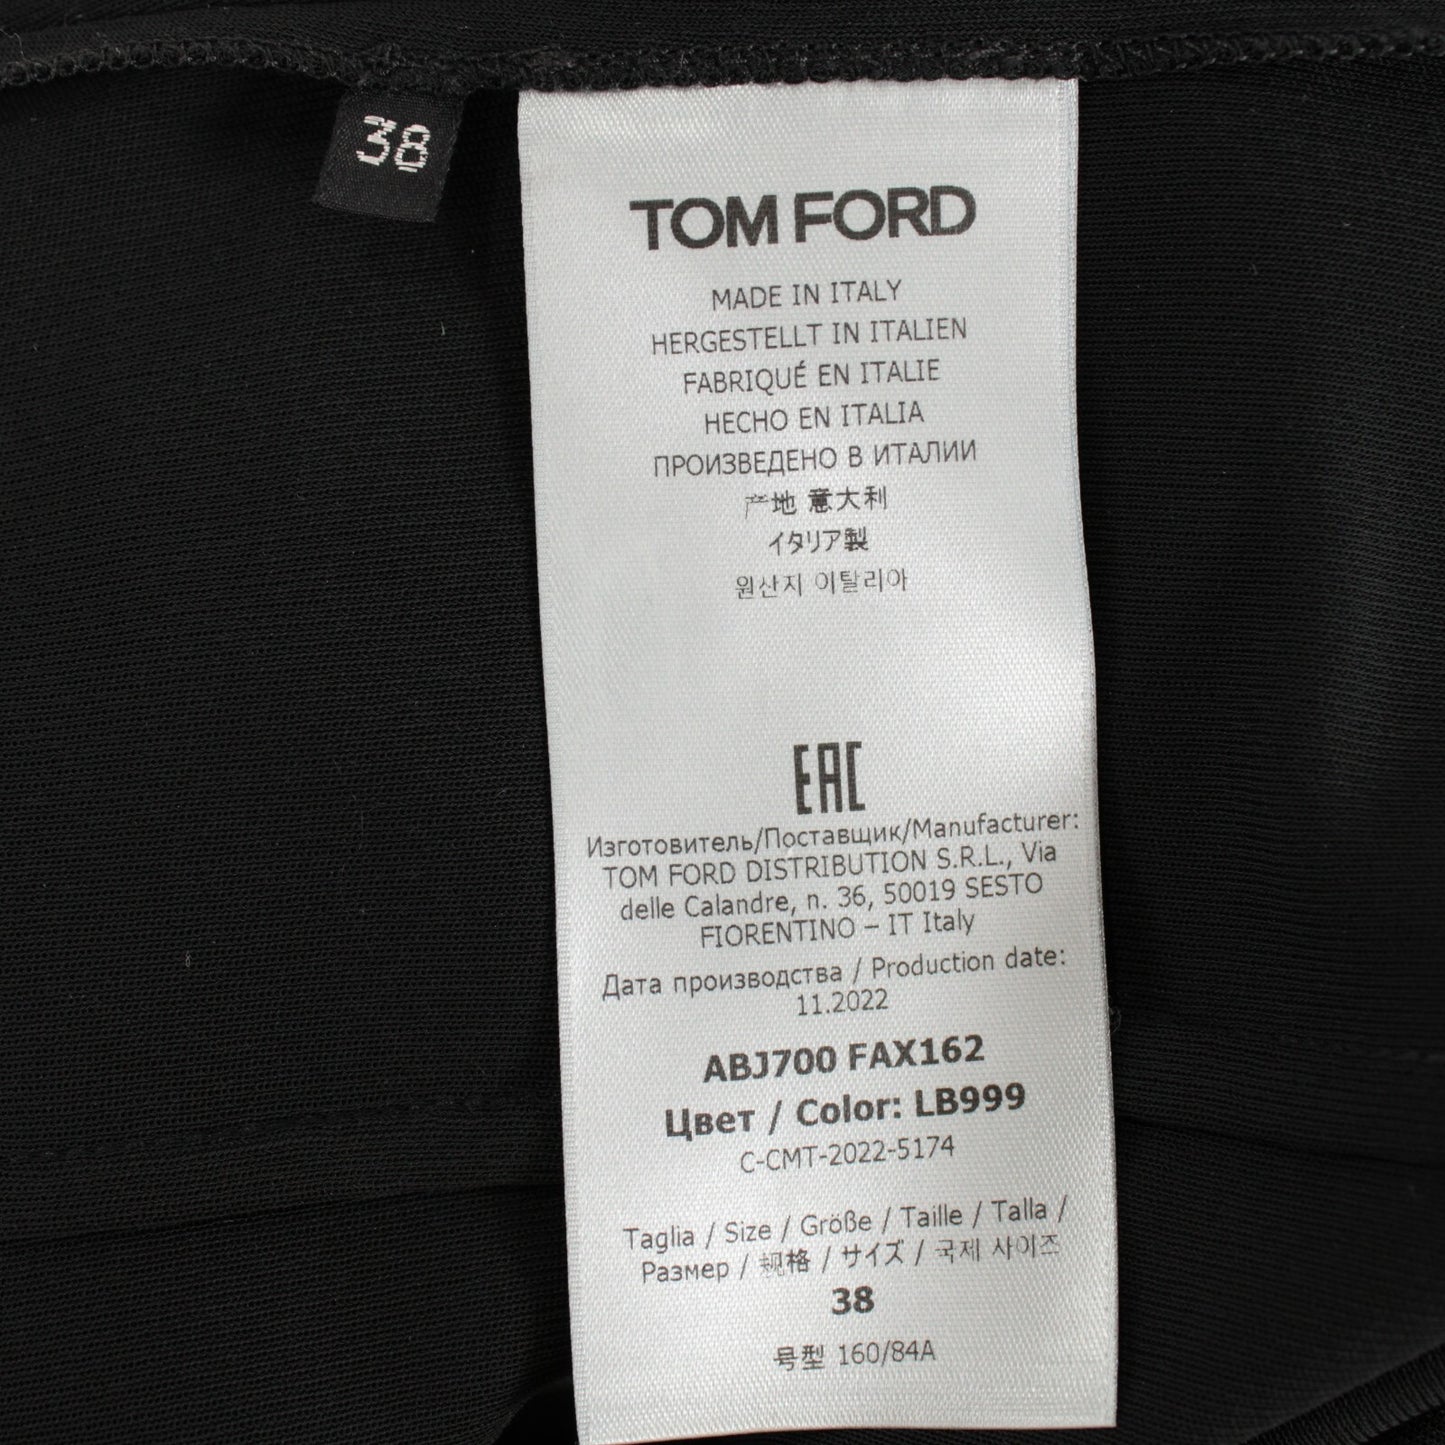 38
TOM FORD
MADE IN ITALY
HERGESTELLT IN ITALIEN
FABRIQUÉ EN ITALIE
HECHO EN ITALIA
ПРОИЗВЕДЕНО В ИТАЛИИ
产地 意大利
イタリア製
원산지 이탈리아
EAC
Изготовитель/Поставщик/Manufacturer:
TOM FORD DISTRIBUTION S.R.L., Via
delle Calandre, n. 36, 50019 SESTO
FIORENTINO – IT Italy
Дата производства / Production date:
11.2022
ABJ700 FAX162
Цвет / Color: LB999
C-CMT-2022-5174
Taglia / Size / Größe / Taille / Talla /
Размер / 规格 / サイズ / 국제 사이즈
38
号型 160/84A